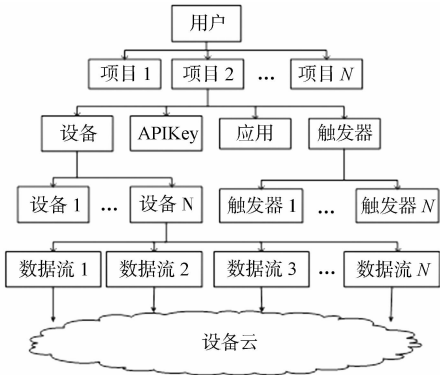 用户
项目 1 项目 2 … 项目 N
设备 APIKey 应用 触发器
设备 1 … 设备 N 触发器 1 … 触发器 N
数据流 1 数据流 2 数据流 3 … 数据流 N
设备云